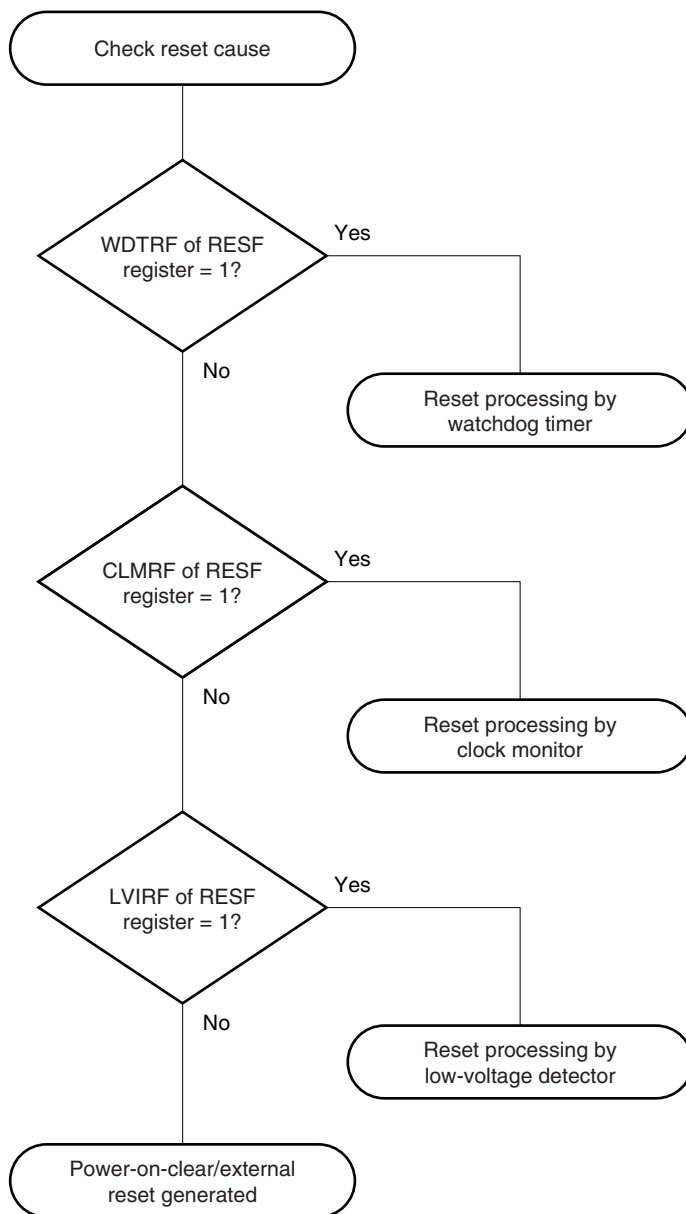 Check reset cause
WDTRF of RESF
register = 1?
Yes
No
Reset processing by
watchdog timer
CLMRF of RESF
register = 1?
Yes
No
Reset processing by
clock monitor
LVIRF of RESF
register = 1?
Yes
No
Reset processing by
low-voltage detector
Power-on-clear/external
reset generated